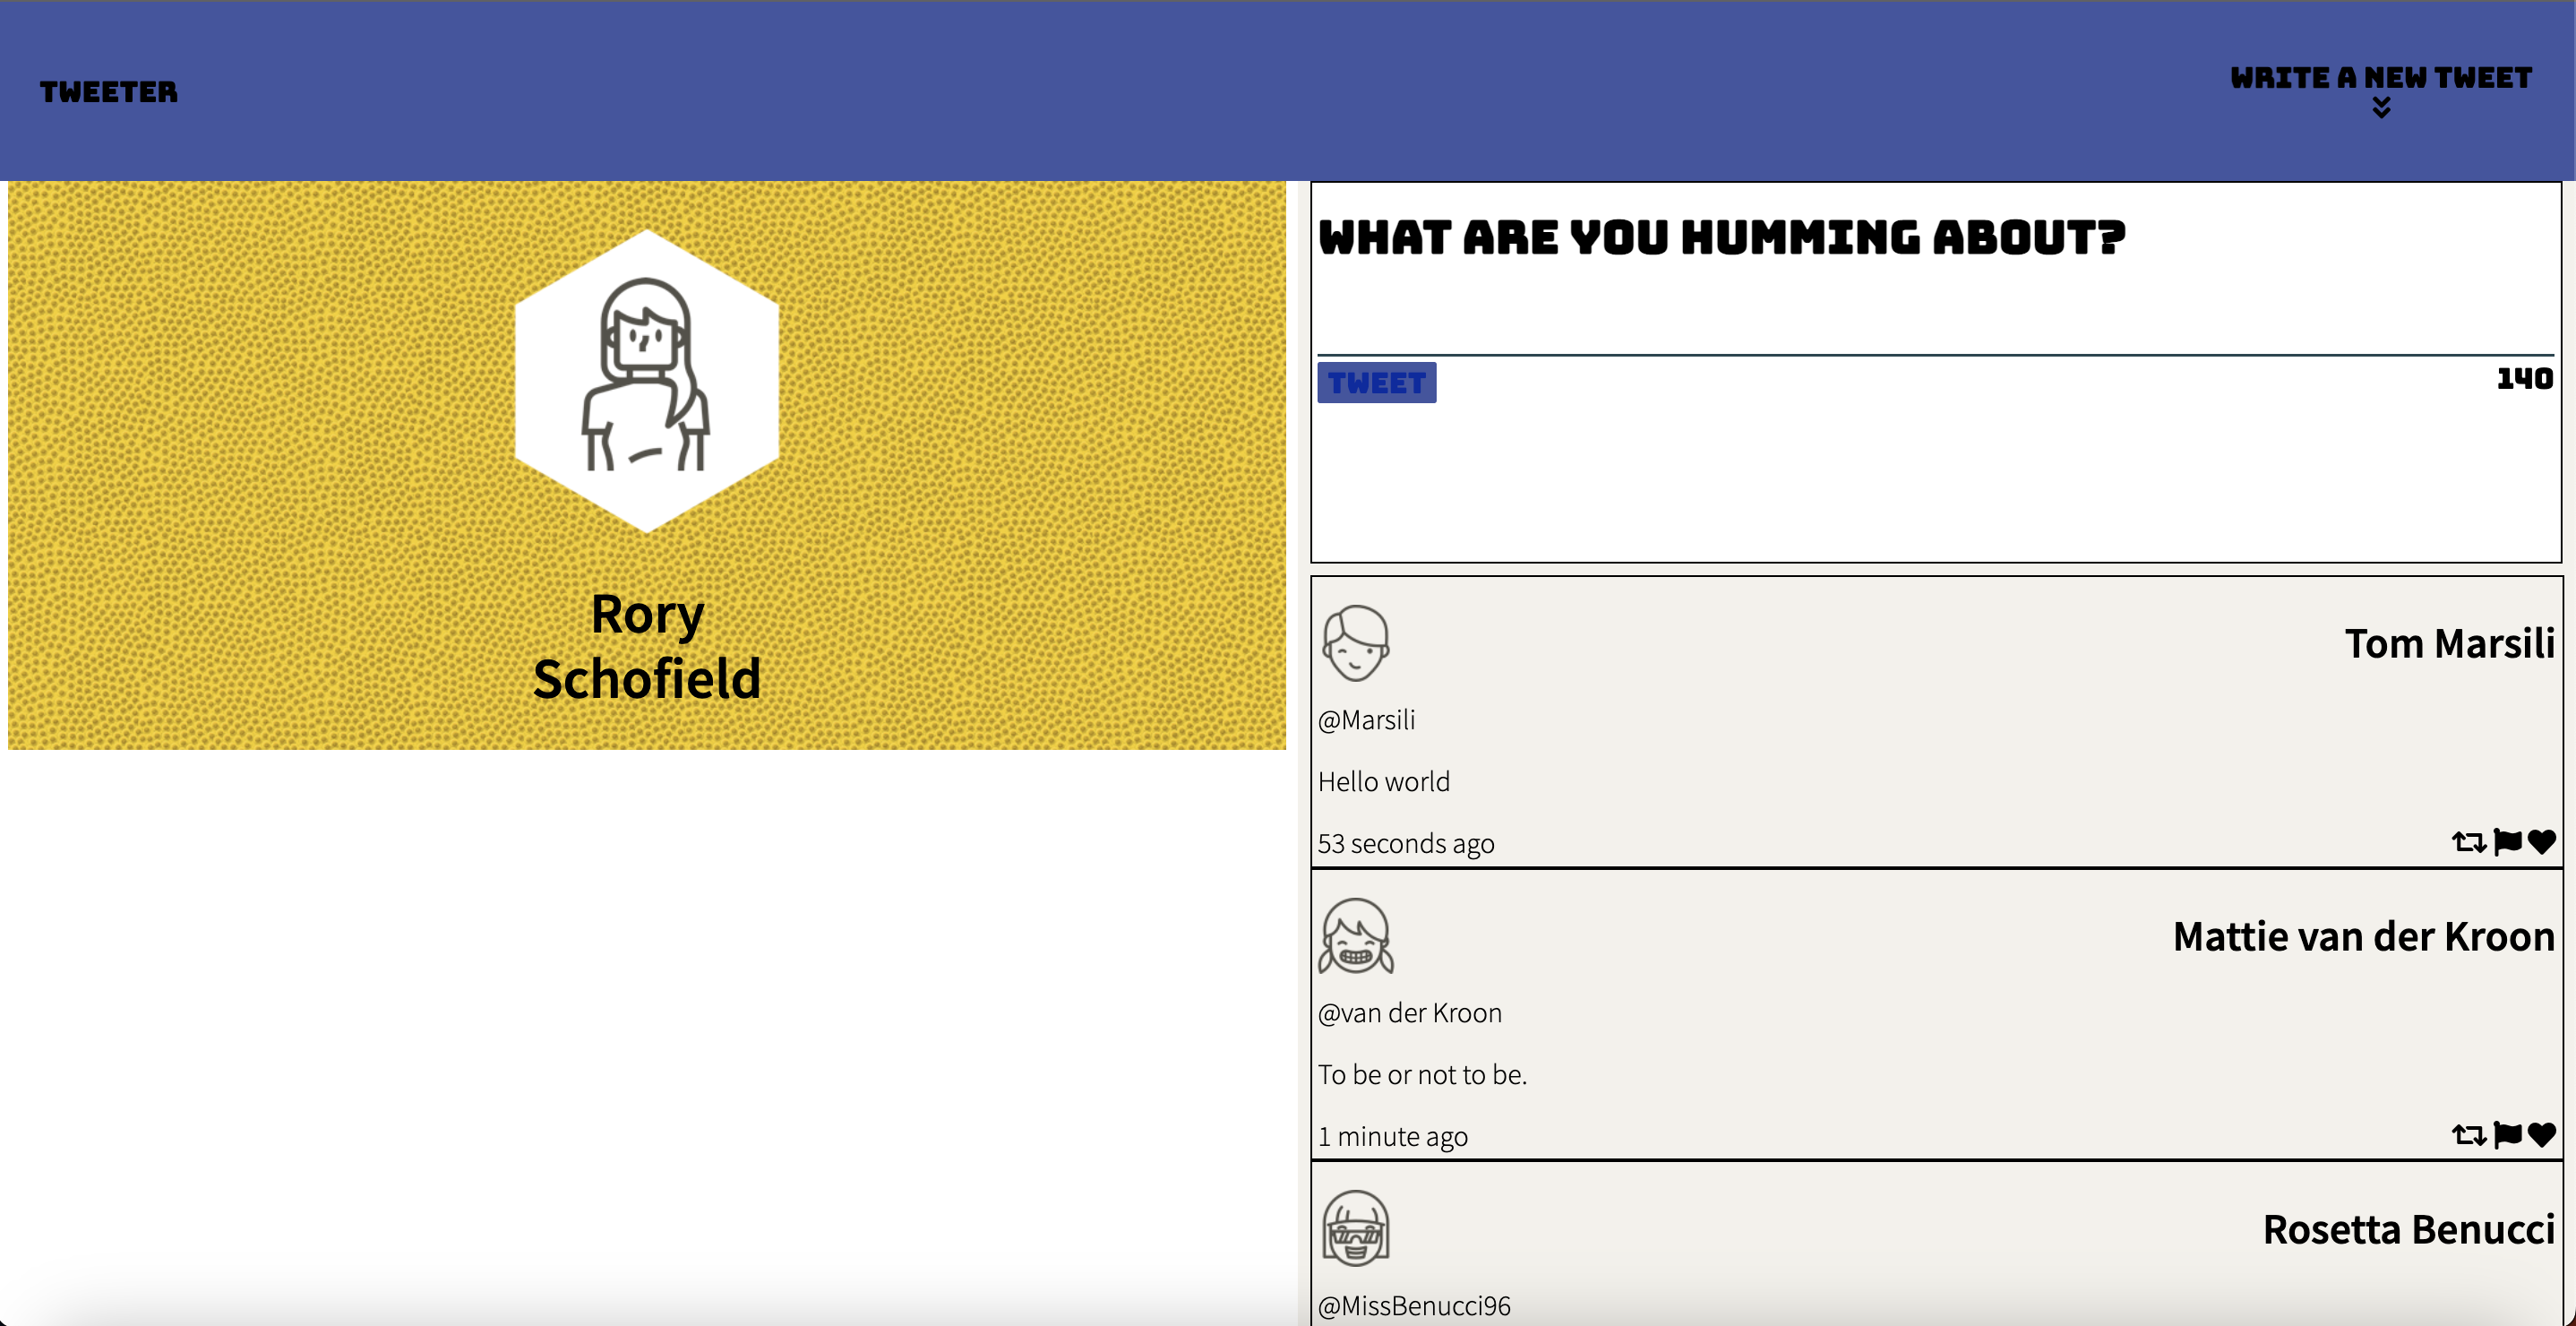 TWEETER
WRITE A NEW TWEET
Rory
Schofield
WHAT ARE YOU HUMMING ABOUT?
TWEET
140
Tom Marsili
@Marsili
Hello world
53 seconds ago
Mattie van der Kroon
@van der Kroon
To be or not to be.
1 minute ago
Rosetta Benucci
@MissBenucci96